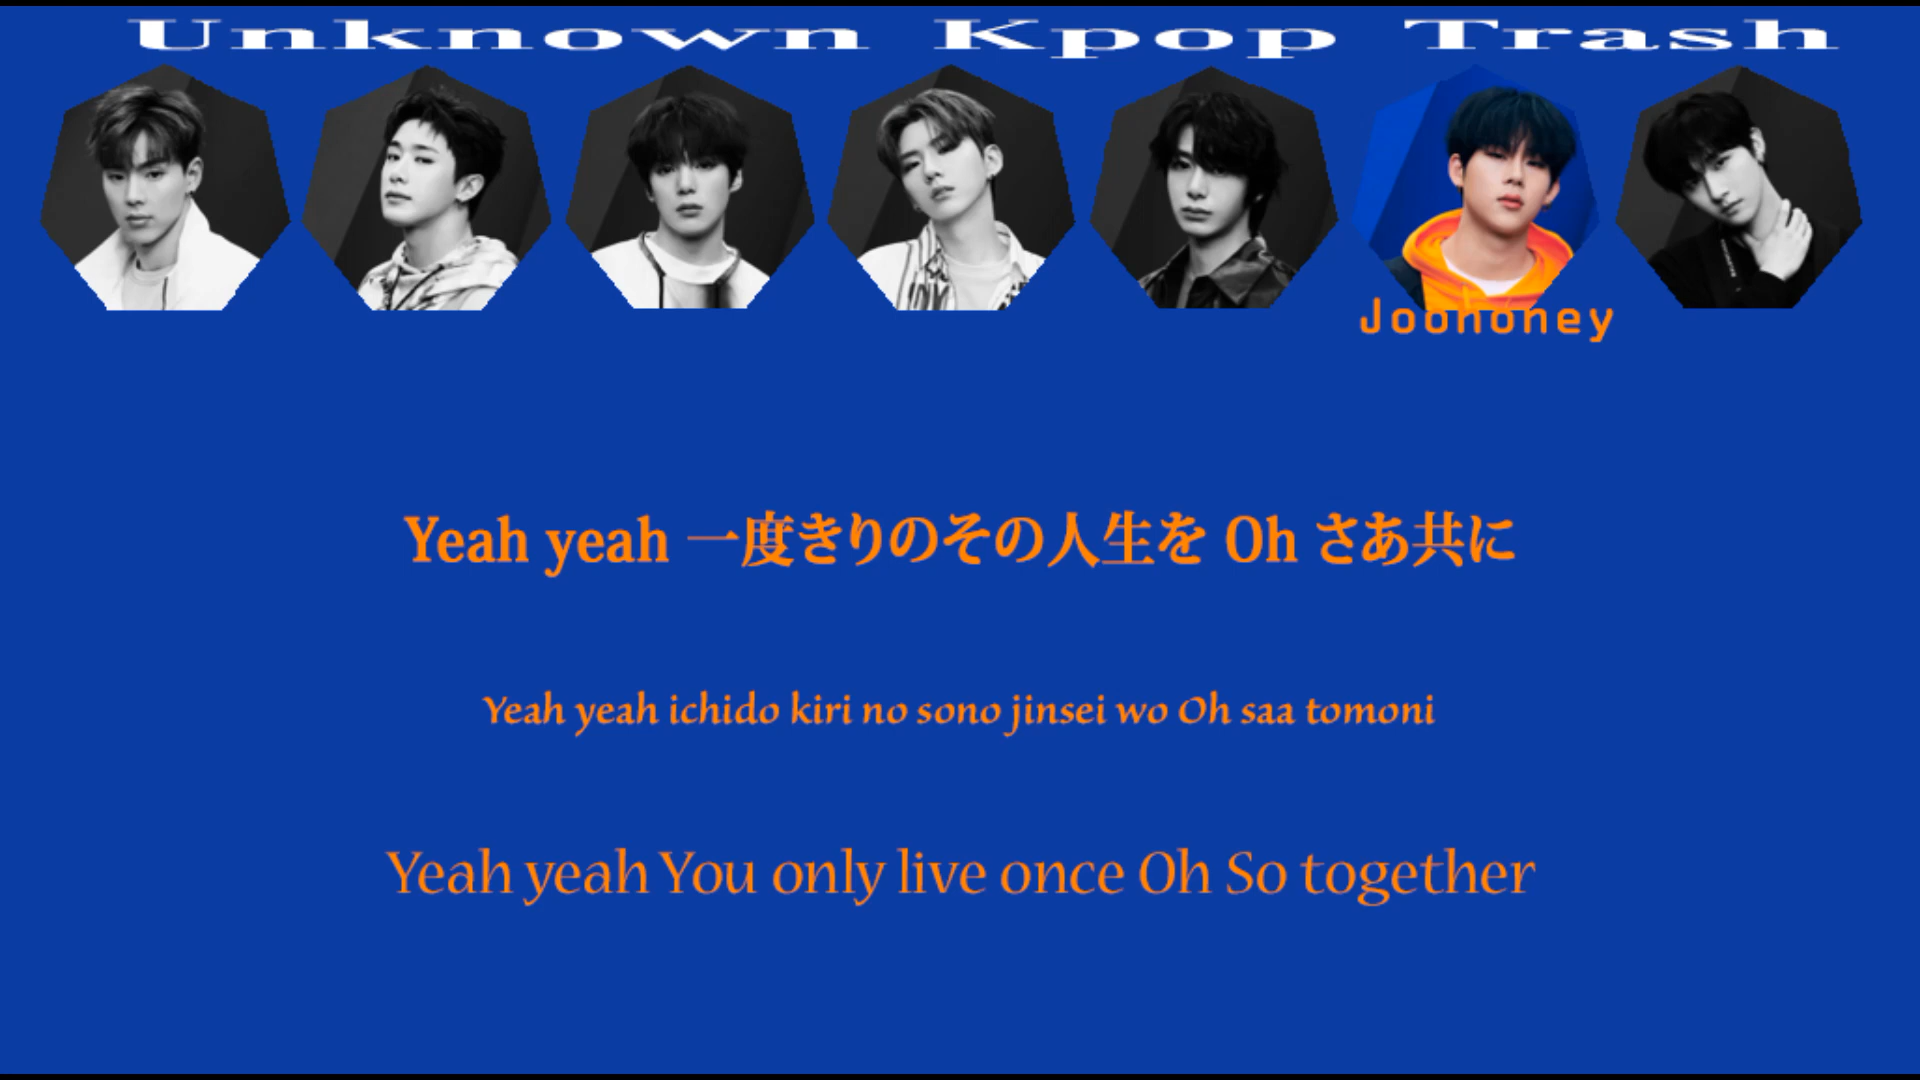 Unknown Kpop Trash
Joohoney
Yeah yeah 一度きりのその人生を Oh さあ共に
Yeah yeah ichido kiri no sono jinsei wo Oh saa tomoni
Yeah yeah You only live once Oh So together